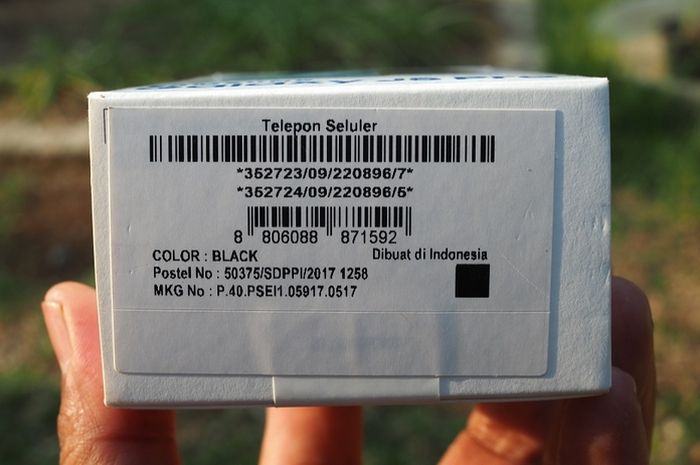 Telepon Seluler
*352723/09/220896/7*
*352724/09/220896/5*
8 806088 871592
COLOR : BLACK
Dibuat di Indonesia
Postel No : 50375/SDPPI/2017 1258
MKG No : P.40.PSEI1.05917.0517